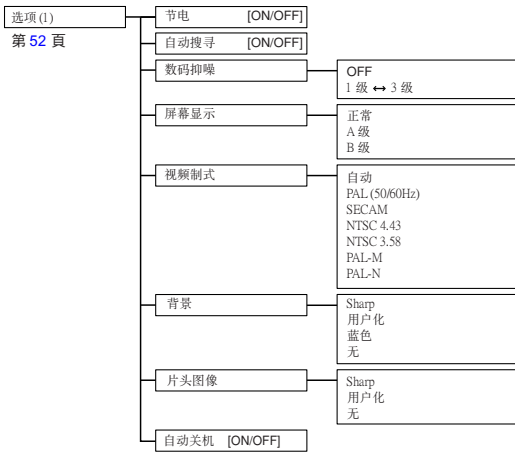 选项 (1)
第 52 頁
节电 [ON/OFF]
自动搜寻 [ON/OFF]
数码抑噪
OFF
1 级 ↔ 3 级
屏幕显示
正常
A 级
B 级
视频制式
自动
PAL (50/60Hz)
SECAM
NTSC 4.43
NTSC 3.58
PAL-M
PAL-N
背景
Sharp
用户化
蓝色
无
片头图像
Sharp
用户化
无
自动关机 [ON/OFF]